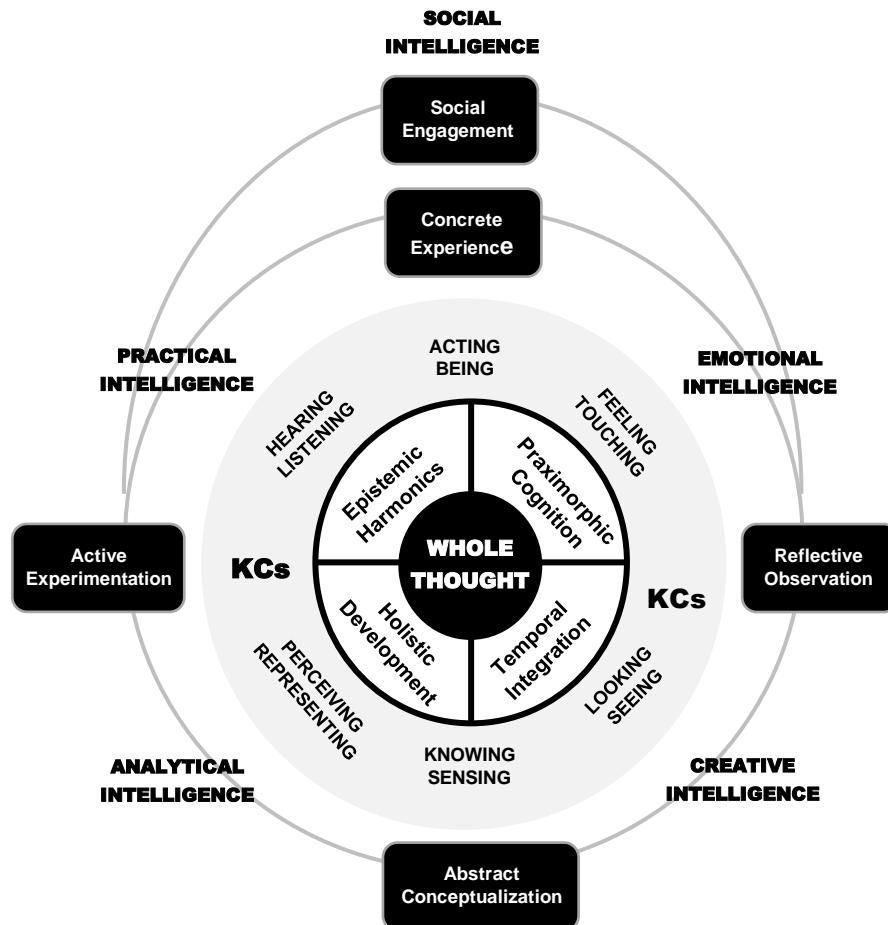 SOCIAL
INTELLIGENCE
Social
Engagement
Concrete
Experience
PRACTICAL
INTELLIGENCE
EMOTIONAL
INTELLIGENCE
ACTING
BEING
HEARING
LISTENING
FEELING
TOUCHING
Epistemic
Harmonics
Praximorphic
Cognition
WHOLE
THOUGHT
Active
Experimentation
KCs
KCs
Reflective
Observation
Holistic
Development
Temporal
Integration
PERCEIVING
REPRESENTING
LOOKING
SEEING
KNOWING
SENSING
ANALYTICAL
INTELLIGENCE
CREATIVE
INTELLIGENCE
Abstract
Conceptualization